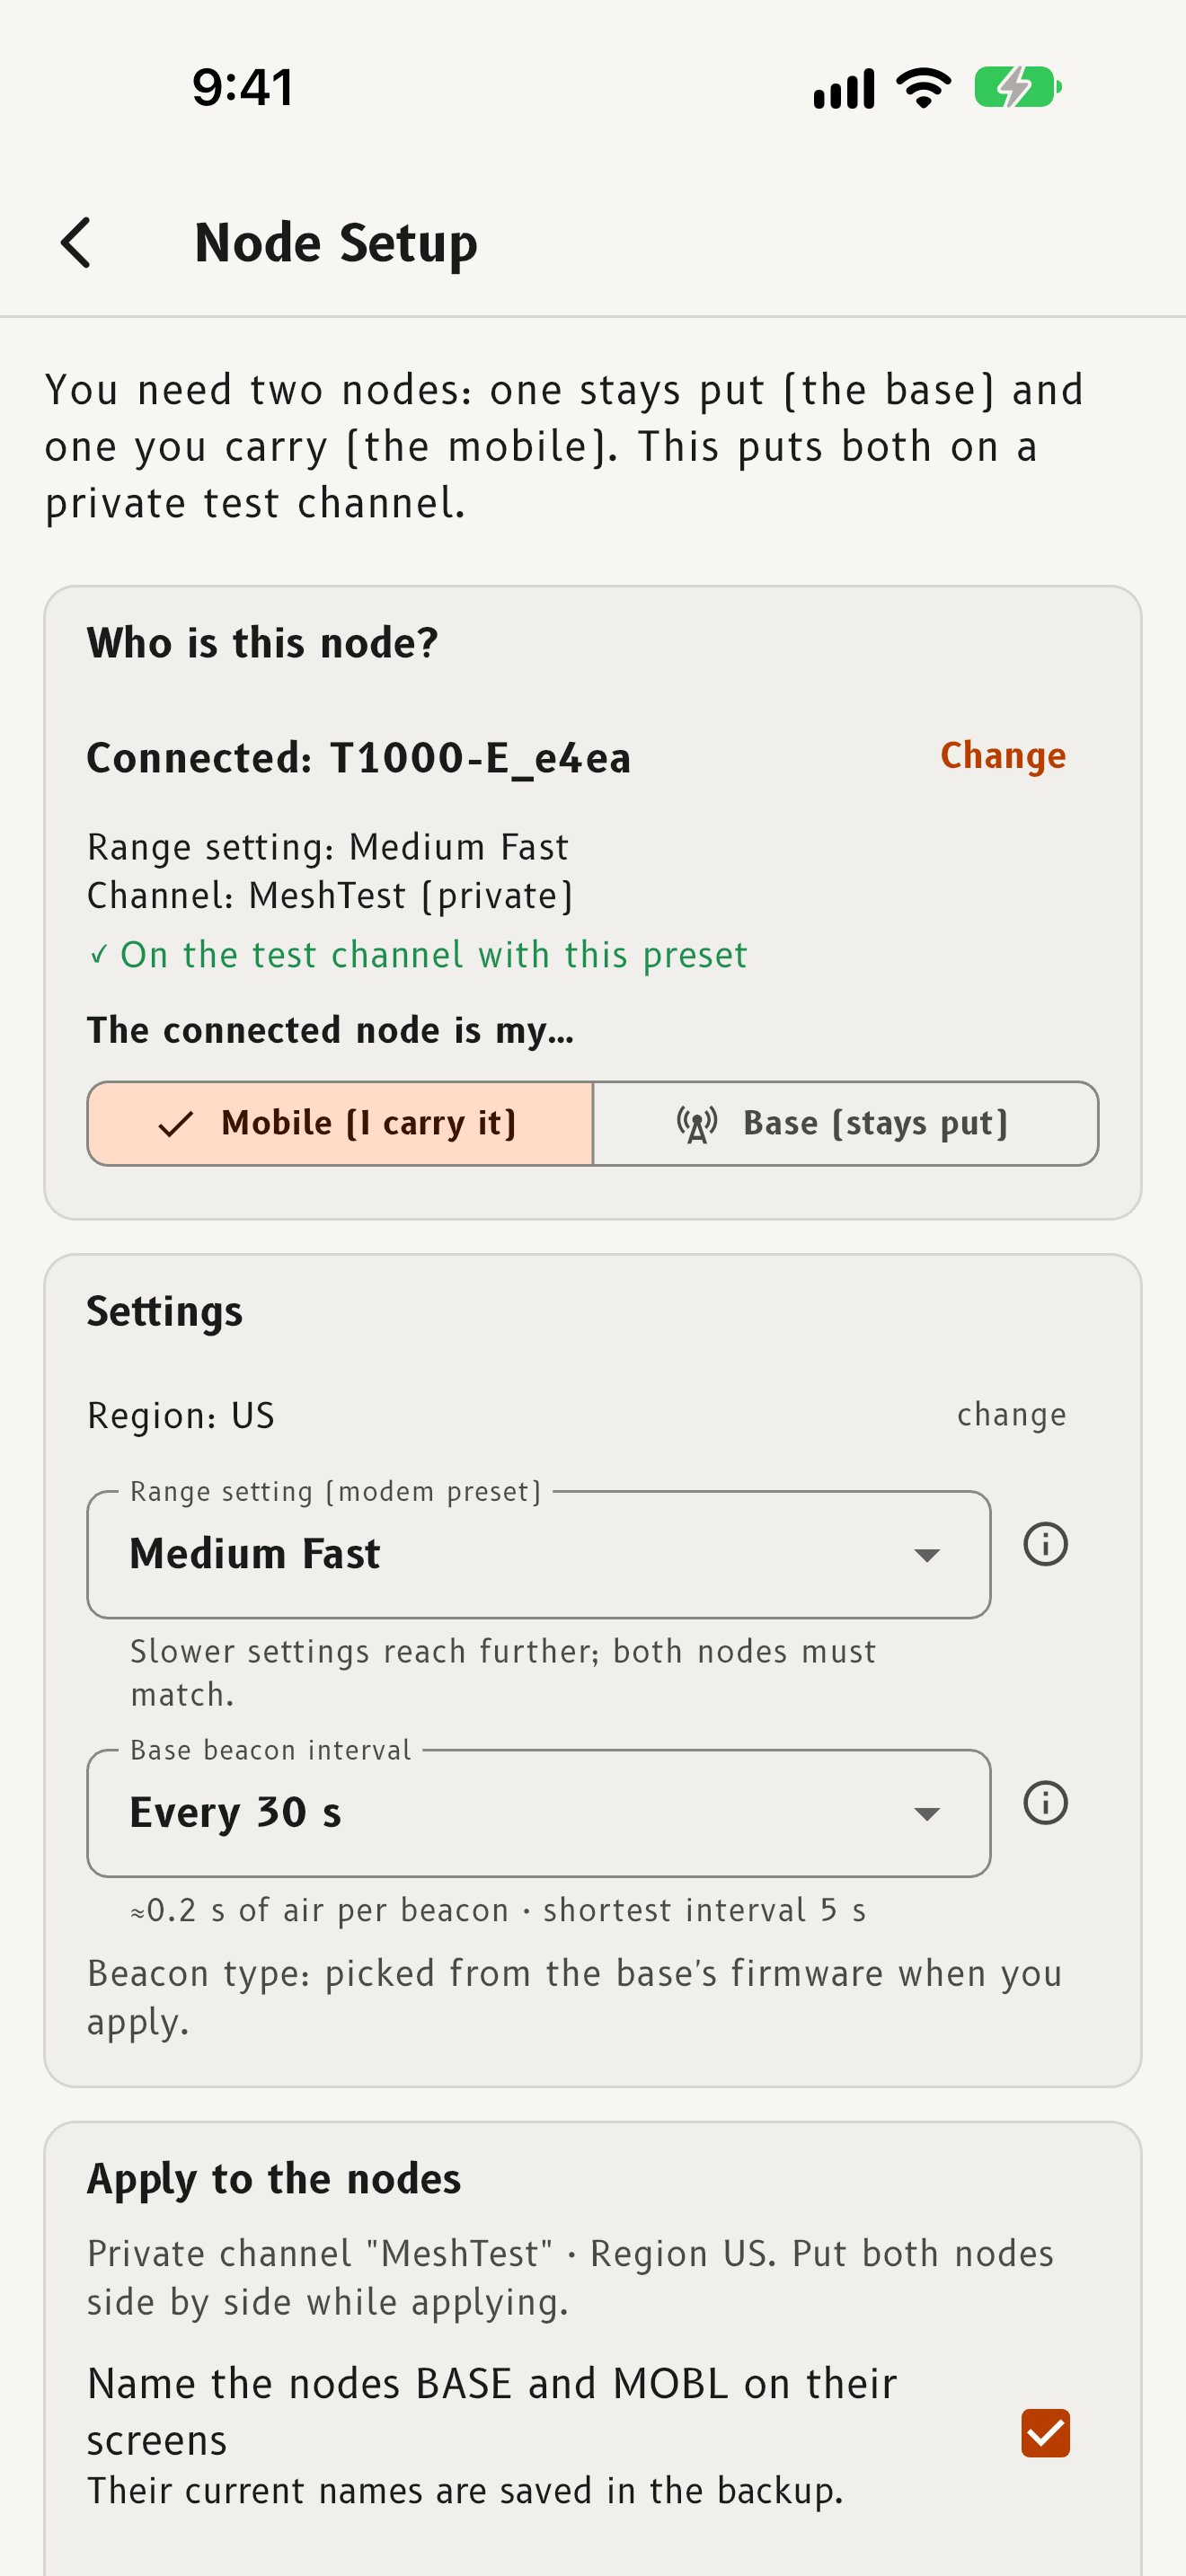 9:41
Node Setup
You need two nodes: one stays put (the base) and
one you carry (the mobile). This puts both on a
private test channel.
Who is this node?
Connected: T1000-E_e4ea
Change
Range setting: Medium Fast
Channel: MeshTest (private)
✓ On the test channel with this preset
The connected node is my…
Mobile (I carry it)
Base (stays put)
Settings
Region: US
change
Range setting (modem preset)
Medium Fast
Slower settings reach further; both nodes must
match.
Base beacon interval
Every 30 s
≈0.2 s of air per beacon · shortest interval 5 s
Beacon type: picked from the base's firmware when you
apply.
Apply to the nodes
Private channel "MeshTest" · Region US. Put both nodes
side by side while applying.
Name the nodes BASE and MOBL on their
screens
Their current names are saved in the backup.